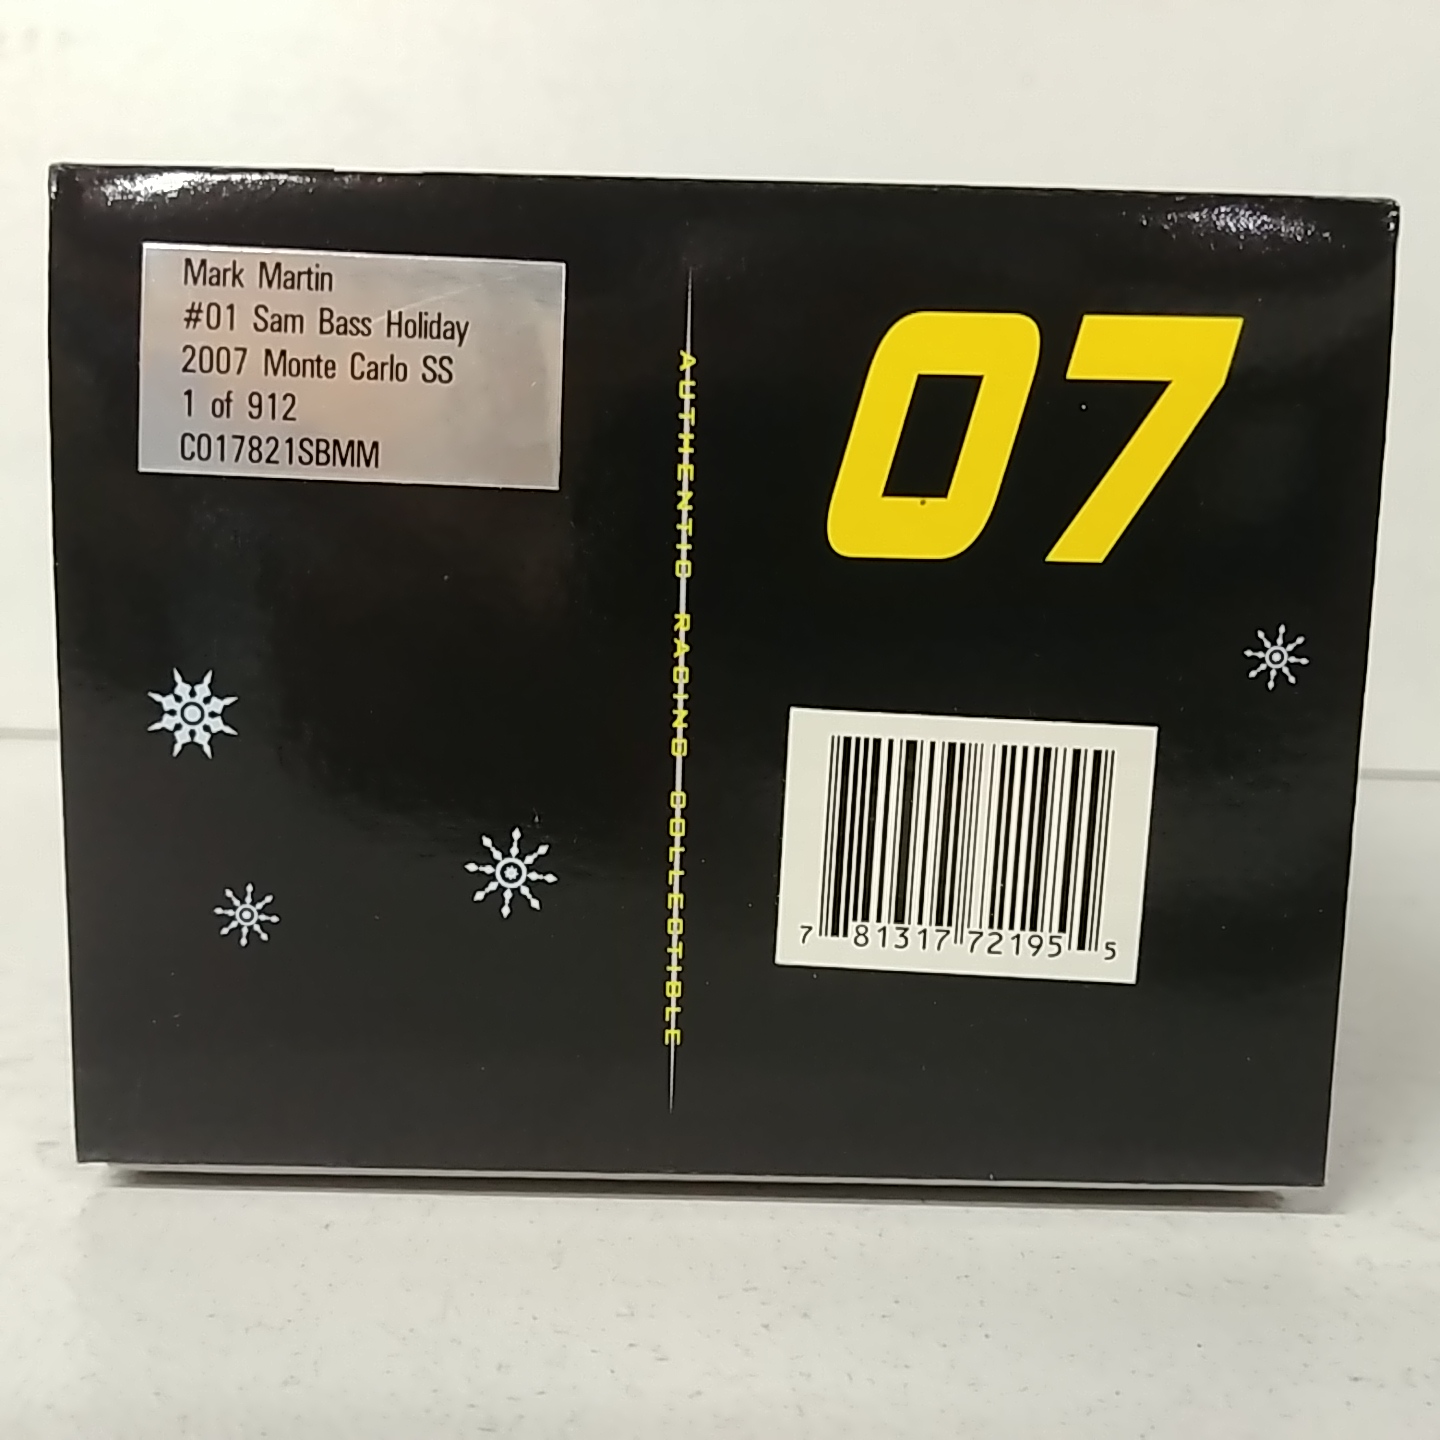 Mark Martin
#01 Sam Bass Holiday
2007 Monte Carlo SS
1 of 912
C017821SBMM
AUTHENTIC RACING COLLECTIBLE
07
7 81317 72195 5